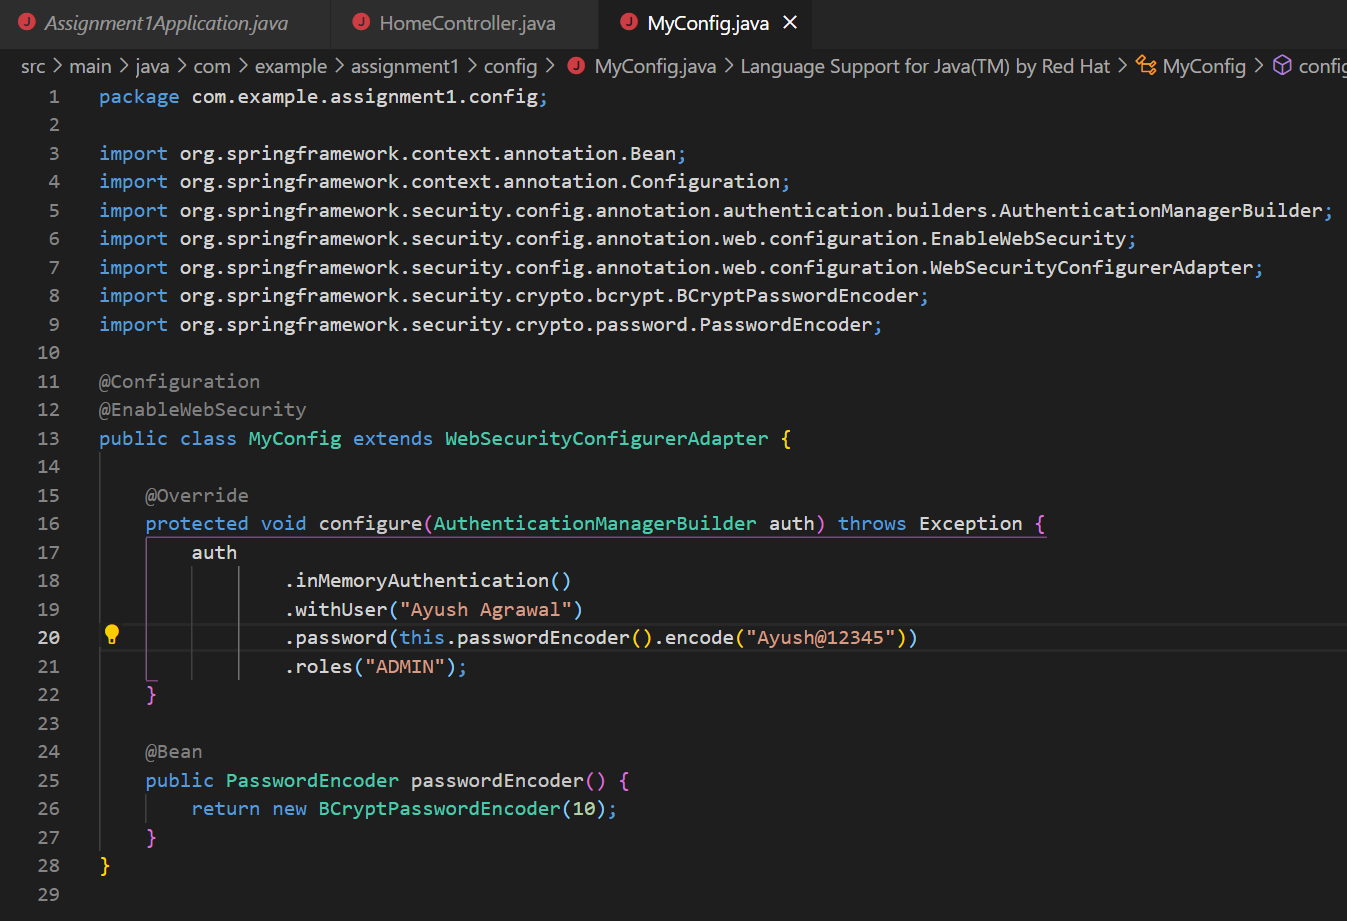 Assignment1Application.java HomeController.java MyConfig.java
src > main > java > com > example > assignment1 > config > MyConfig.java > Language Support for Java(TM) by Red Hat > MyConfig > config
1 package com.example.assignment1.config;
2
3 import org.springframework.context.annotation.Bean;
4 import org.springframework.context.annotation.Configuration;
5 import org.springframework.security.config.annotation.authentication.builders.AuthenticationManagerBuilder;
6 import org.springframework.security.config.annotation.web.configuration.EnableWebSecurity;
7 import org.springframework.security.config.annotation.web.configuration.WebSecurityConfigurerAdapter;
8 import org.springframework.security.crypto.bcrypt.BCryptPasswordEncoder;
9 import org.springframework.security.crypto.password.PasswordEncoder;
10
11 @Configuration
12 @EnableWebSecurity
13 public class MyConfig extends WebSecurityConfigurerAdapter {
14
15     @Override
16     protected void configure(AuthenticationManagerBuilder auth) throws Exception {
17         auth
18                 .inMemoryAuthentication()
19                 .withUser("Ayush Agrawal")
20                 .password(this.passwordEncoder().encode("Ayush@12345"))
21                 .roles("ADMIN");
22     }
23
24     @Bean
25     public PasswordEncoder passwordEncoder() {
26         return new BCryptPasswordEncoder(10);
27     }
28 }
29